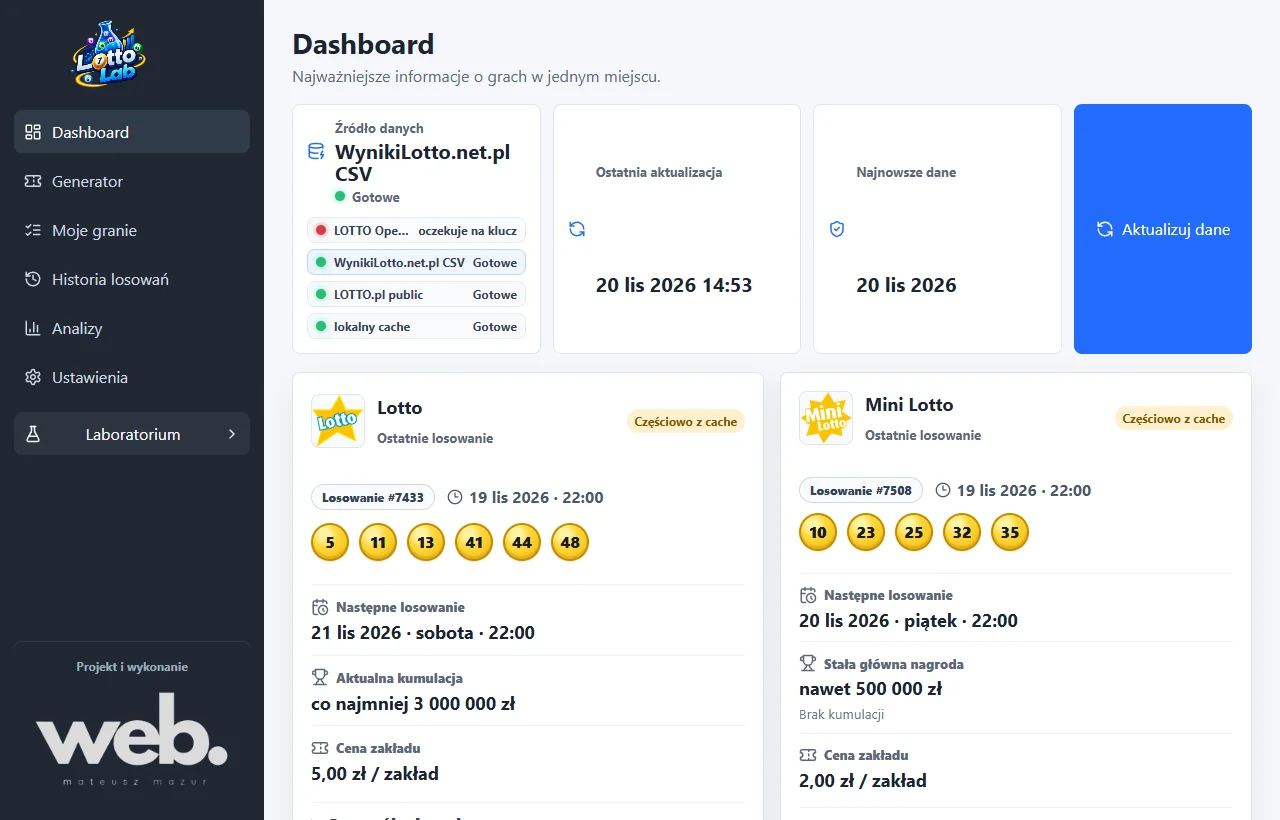 Lotto
Lab
Dashboard
Generator
Moje granie
Historia losowań
Analizy
Ustawienia
Laboratorium
Projekt i wykonanie
web.
mateusz mazur
Dashboard
Najważniejsze informacje o grach w jednym miejscu.
Źródło danych
WynikiLotto.net.pl
CSV
Gotowe
LOTTO Ope... oczekuje na klucz
WynikiLotto.net.pl CSV Gotowe
LOTTO.pl public Gotowe
lokalny cache Gotowe
Ostatnia aktualizacja
20 lis 2026 14:53
Najnowsze dane
20 lis 2026
Aktualizuj dane
Lotto
Lotto
Ostatnie losowanie
Częściowo z cache
Losowanie #7433 19 lis 2026 · 22:00
5 11 13 41 44 48
Następne losowanie
21 lis 2026 · sobota · 22:00
Aktualna kumulacja
co najmniej 3 000 000 zł
Cena zakładu
5,00 zł / zakład
Mini
Lotto
Mini Lotto
Ostatnie losowanie
Częściowo z cache
Losowanie #7508 19 lis 2026 · 22:00
10 23 25 32 35
Następne losowanie
20 lis 2026 · piątek · 22:00
Stała główna nagroda
nawet 500 000 zł
Brak kumulacji
Cena zakładu
2,00 zł / zakład